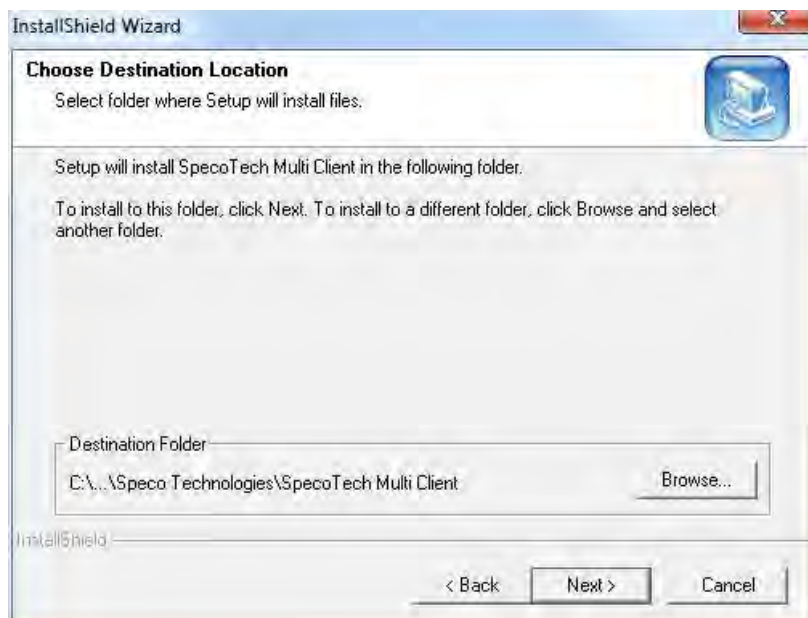 InstallShield Wizard
Choose Destination Location
Select folder where Setup will install files.
Setup will install SpecoTech Multi Client in the following folder.
To install to this folder, click Next. To install to a different folder, click Browse and select
another folder.
Destination Folder
C:\...\Speco Technologies\SpecoTech Multi Client
Browse...
InstallShield
< Back
Next >
Cancel